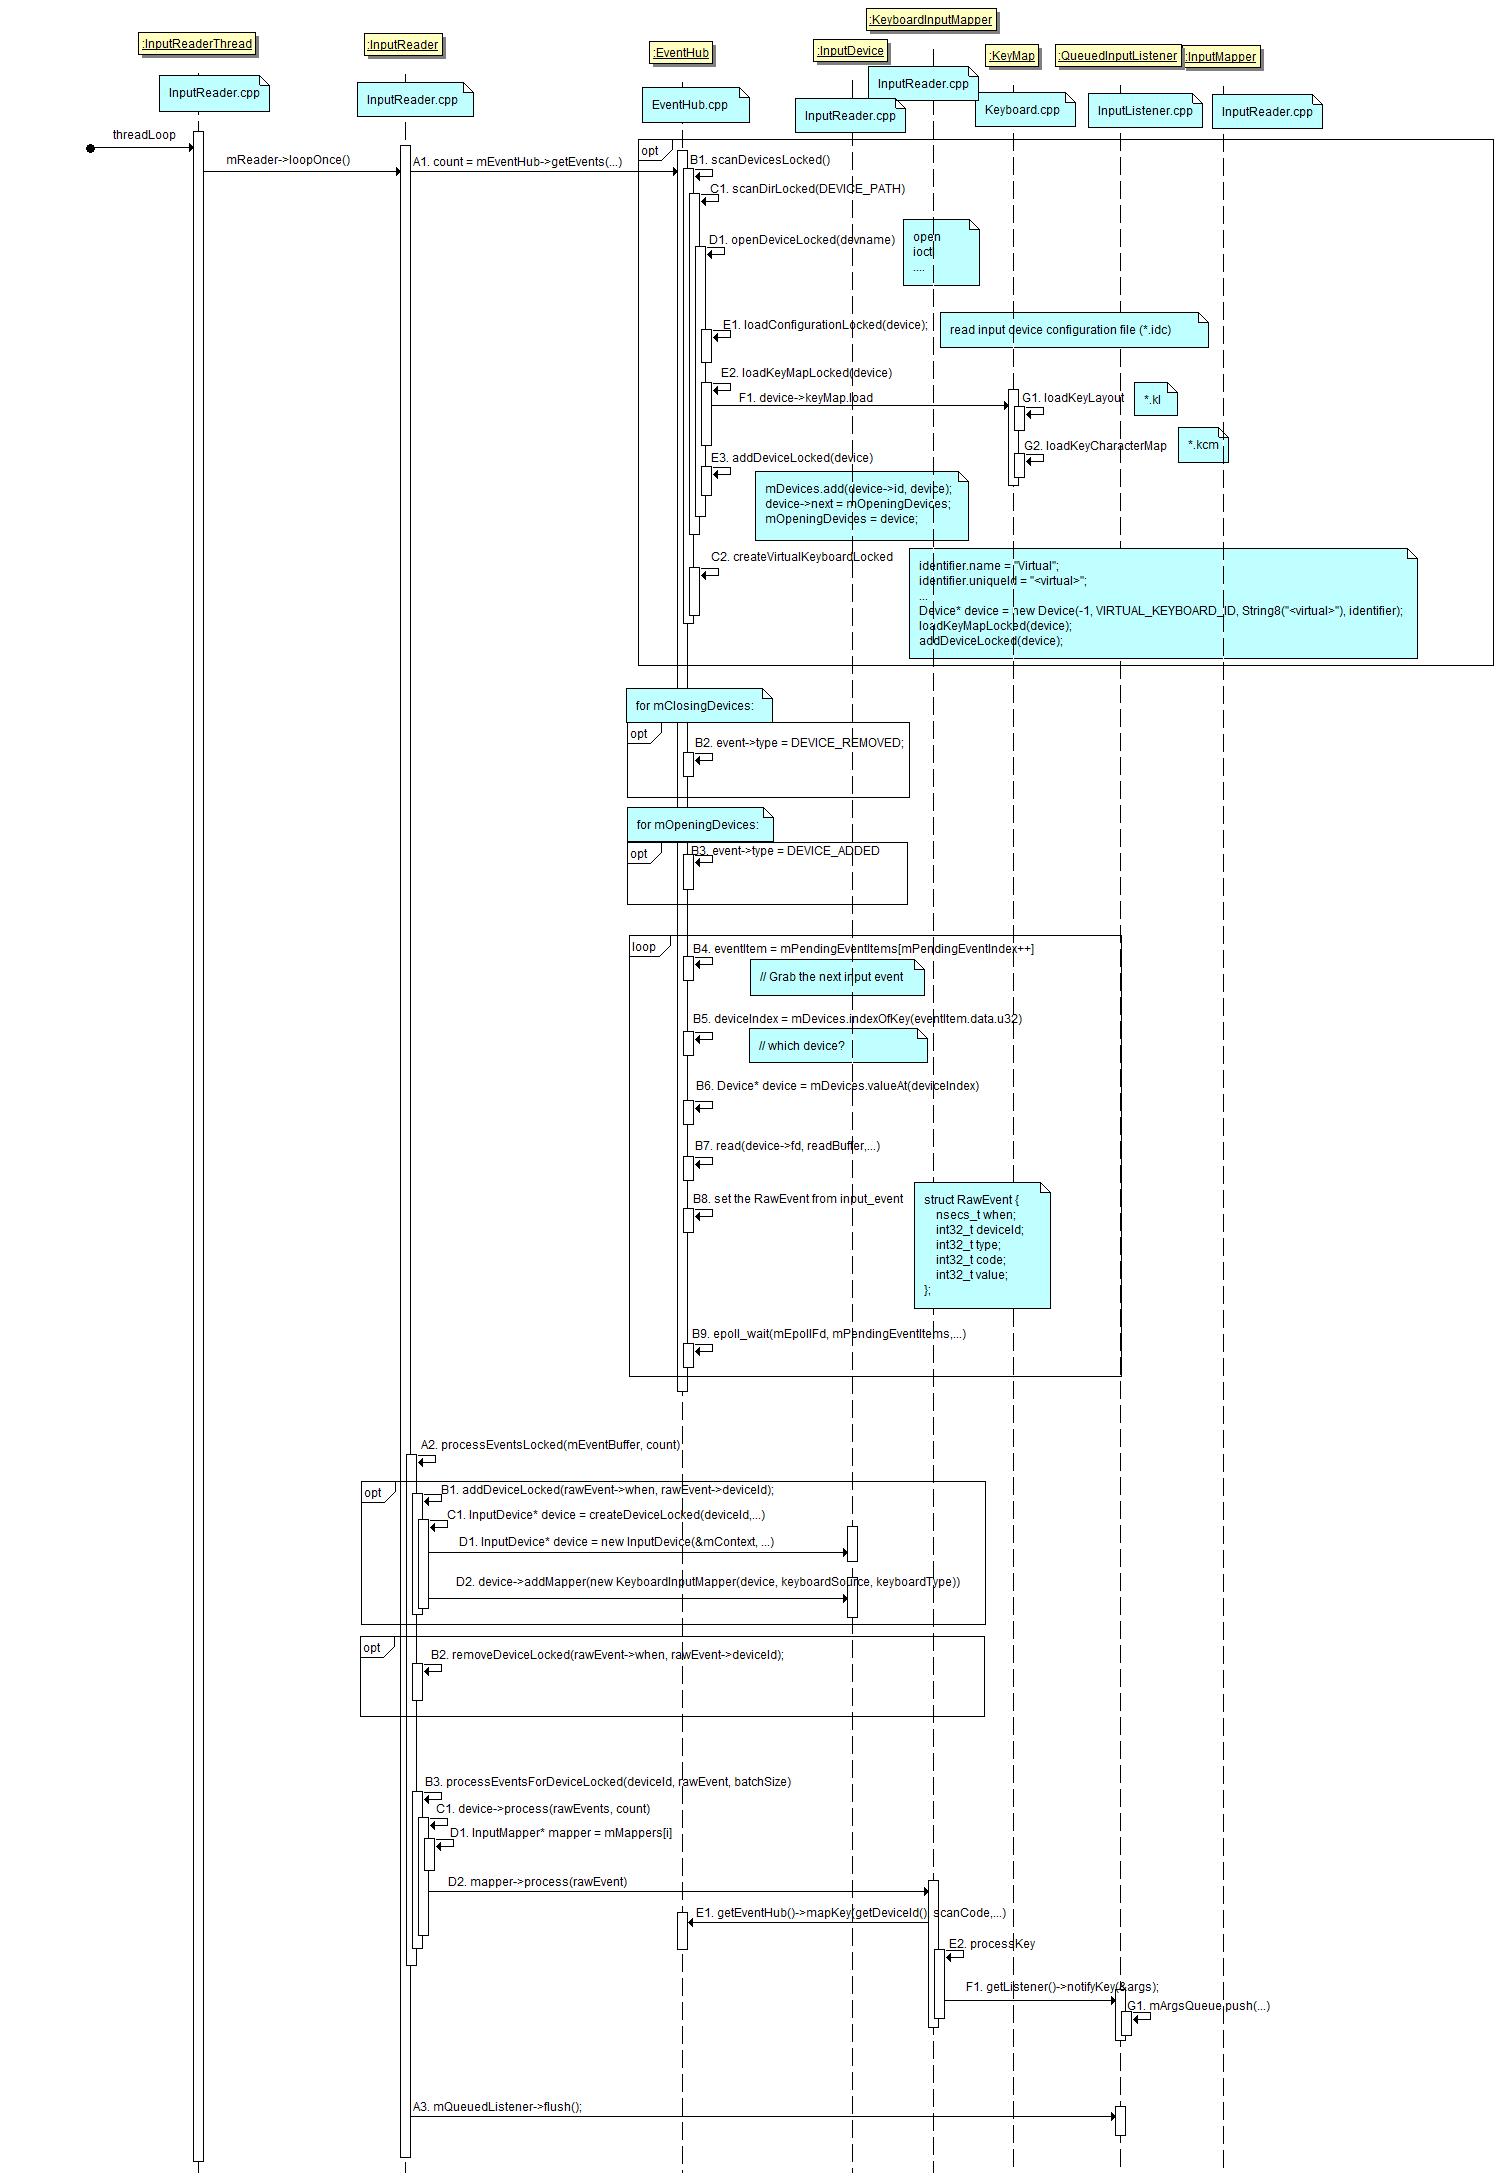 :KeyboardInputMapper
:InputReaderThread
:InputReader
:EventHub
:InputDevice
:KeyMap
:QueuedInputListener
:InputMapper
InputReader.cpp
InputReader.cpp
EventHub.cpp
InputReader.cpp
InputReader.cpp
Keyboard.cpp
InputListener.cpp
InputReader.cpp
threadLoop
mReader->loopOnce()
A1. count = mEventHub->getEvents(...)
opt
B1. scanDevicesLocked()
C1. scanDirLocked(DEVICE_PATH)
D1. openDeviceLocked(devname)
open
ioctl
....
E1. loadConfigurationLocked(device);
read input device configuration file (*.idc)
E2. loadKeyMapLocked(device)
F1. device->keyMap.load
G1. loadKeyLayout
*.kl
G2. loadKeyCharacterMap
*.kcm
E3. addDeviceLocked(device)
mDevices.add(device->id, device);
device->next = mOpeningDevices;
mOpeningDevices = device;
C2. createVirtualKeyboardLocked
identifier.name = "Virtual";
identifier.uniqueId = "<virtual>";
...
Device* device = new Device(-1, VIRTUAL_KEYBOARD_ID, String8("<virtual>"), identifier);
loadKeyMapLocked(device);
addDeviceLocked(device);
for mClosingDevices:
opt
B2. event->type = DEVICE_REMOVED;
for mOpeningDevices:
opt
B3. event->type = DEVICE_ADDED
loop
B4. eventItem = mPendingEventItems[mPendingEventIndex++]
// Grab the next input event
B5. deviceIndex = mDevices.indexOfKey(eventItem.data.u32)
// which device?
B6. Device* device = mDevices.valueAt(deviceIndex)
B7. read(device->fd, readBuffer,...)
B8. set the RawEvent from input_event
struct RawEvent {
nsecs_t when;
int32_t deviceId;
int32_t type;
int32_t code;
int32_t value;
};
B9. epoll_wait(mEpollFd, mPendingEventItems,...)
A2. processEventsLocked(mEventBuffer, count)
opt
B1. addDeviceLocked(rawEvent->when, rawEvent->deviceId);
C1. InputDevice* device = createDeviceLocked(deviceId,...)
D1. InputDevice* device = new InputDevice(&mContext, ...)
D2. device->addMapper(new KeyboardInputMapper(device, keyboardSource, keyboardType))
opt
B2. removeDeviceLocked(rawEvent->when, rawEvent->deviceId);
B3. processEventsForDeviceLocked(deviceId, rawEvent, batchSize)
C1. device->process(rawEvents, count)
D1. InputMapper* mapper = mMappers[i]
D2. mapper->process(rawEvent)
E1. getEventHub()->mapKey(getDeviceId(), scanCode,...)
E2. processKey
F1. getListener()->notifyKey(&args);
G1. mArgsQueue.push(...)
A3. mQueuedListener->flush();